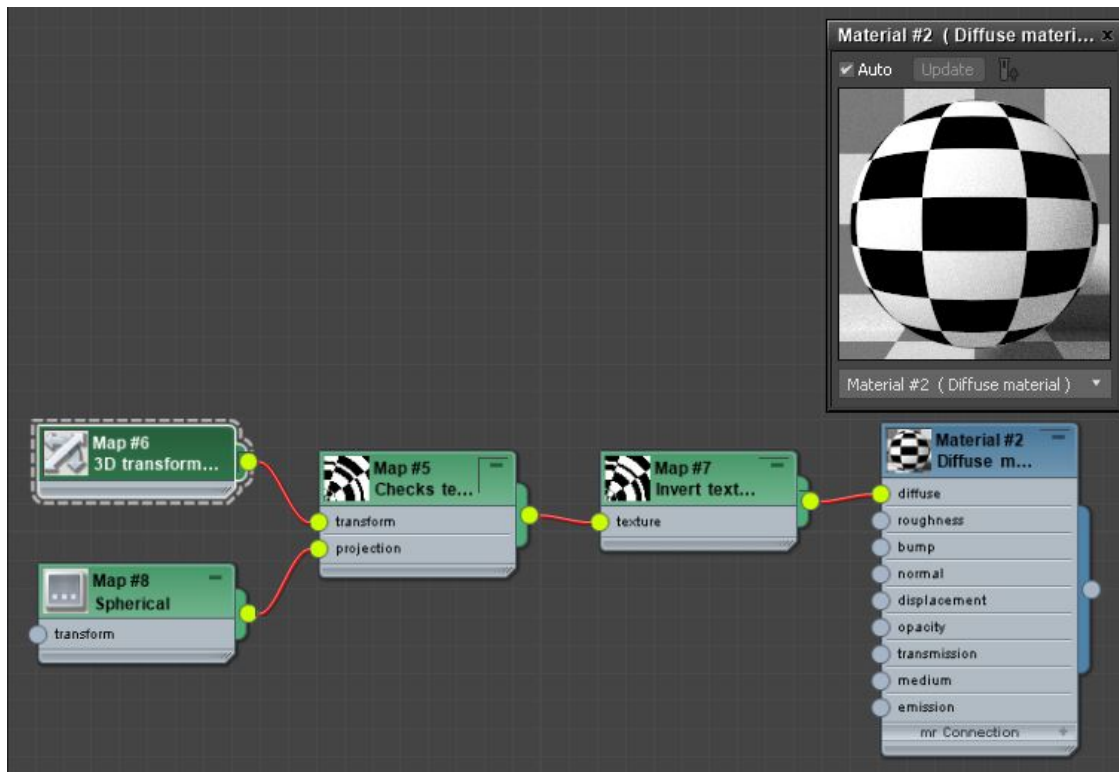 Material #2 ( Diffuse materi... ×
Auto Update
Material #2 ( Diffuse material )
Map #6
3D transform...
Map #5
Checks te...
transform
projection
Map #7
Invert text...
texture
Material #2
Diffuse m...
diffuse
roughness
bump
normal
displacement
opacity
transmission
medium
emission
mr Connection +
Map #8
Spherical
transform